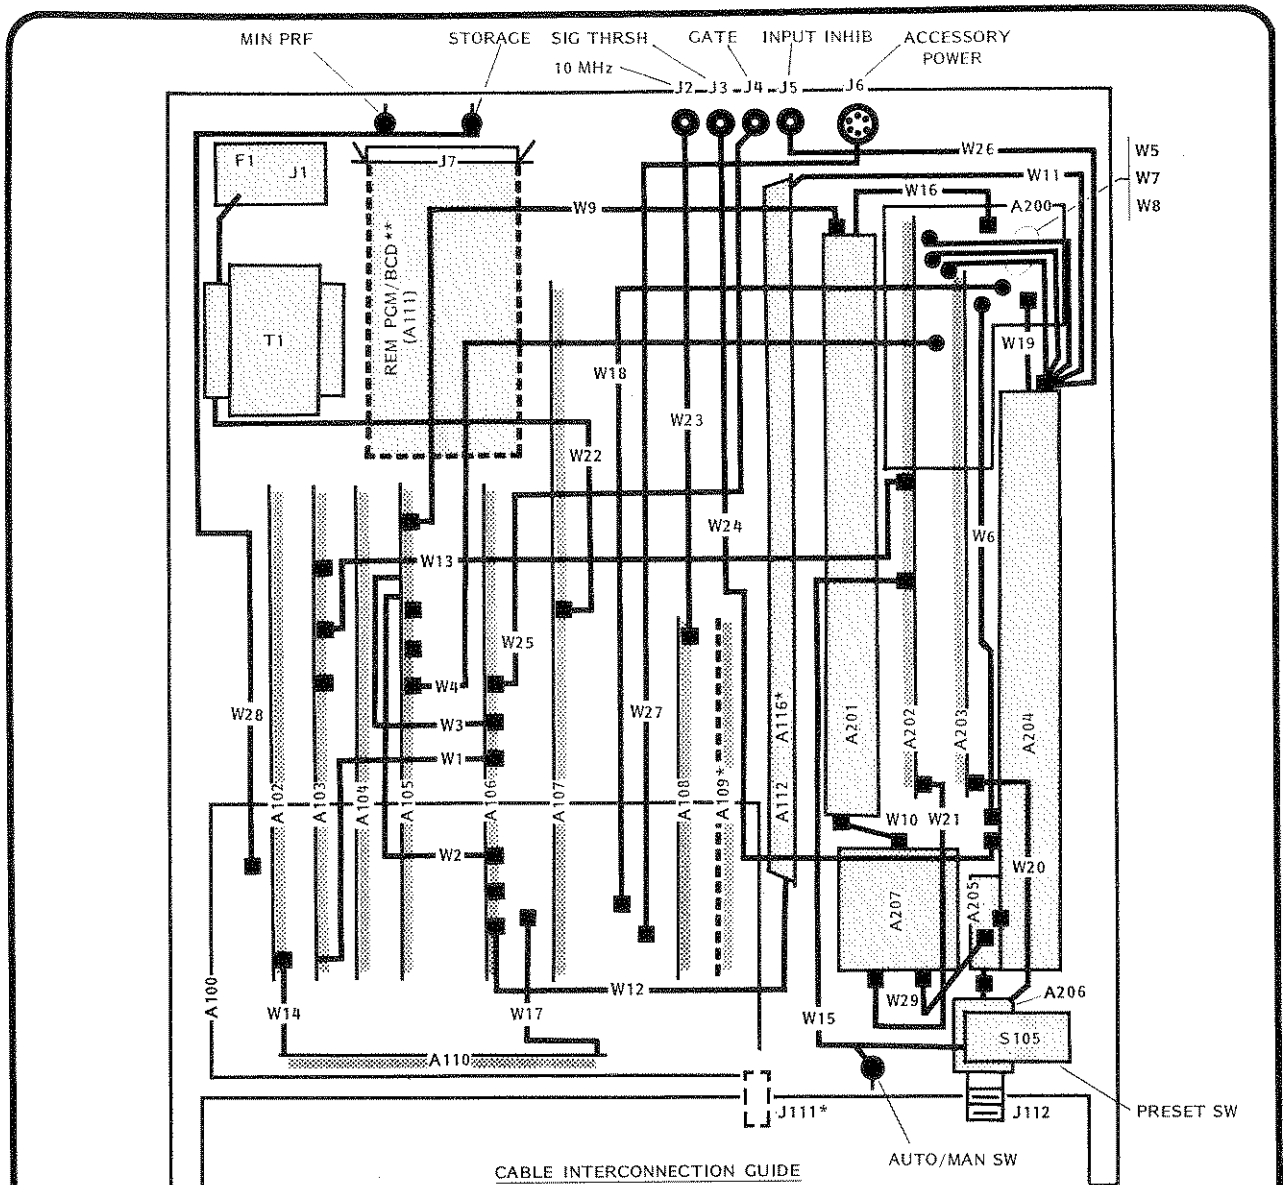 MIN PRF
STORAGE
SIG THRSH
GATE
INPUT INHIB
ACCESSORY
POWER
10 MHz
J2
J3
J4
J5
J6
F1
J1
J7
W26
W5
W7
W8
W11
W16
W9
A200
REM PGM/BCD**
(A111)
T1
W19
W18
W23
W22
W24
W6
W13
W25
W4
W28
W3
W27
W1
A102
A103
A104
A105
A106
A107
A108
A109*
A116*
A112
A201
A202
A203
A204
W10
W21
W2
W20
A207
A205
A100
W14
W12
W17
W29
W15
A206
S105
A110
J111*
J112
PRESET SW
AUTO/MAN SW
CABLE INTERCONNECTION GUIDE